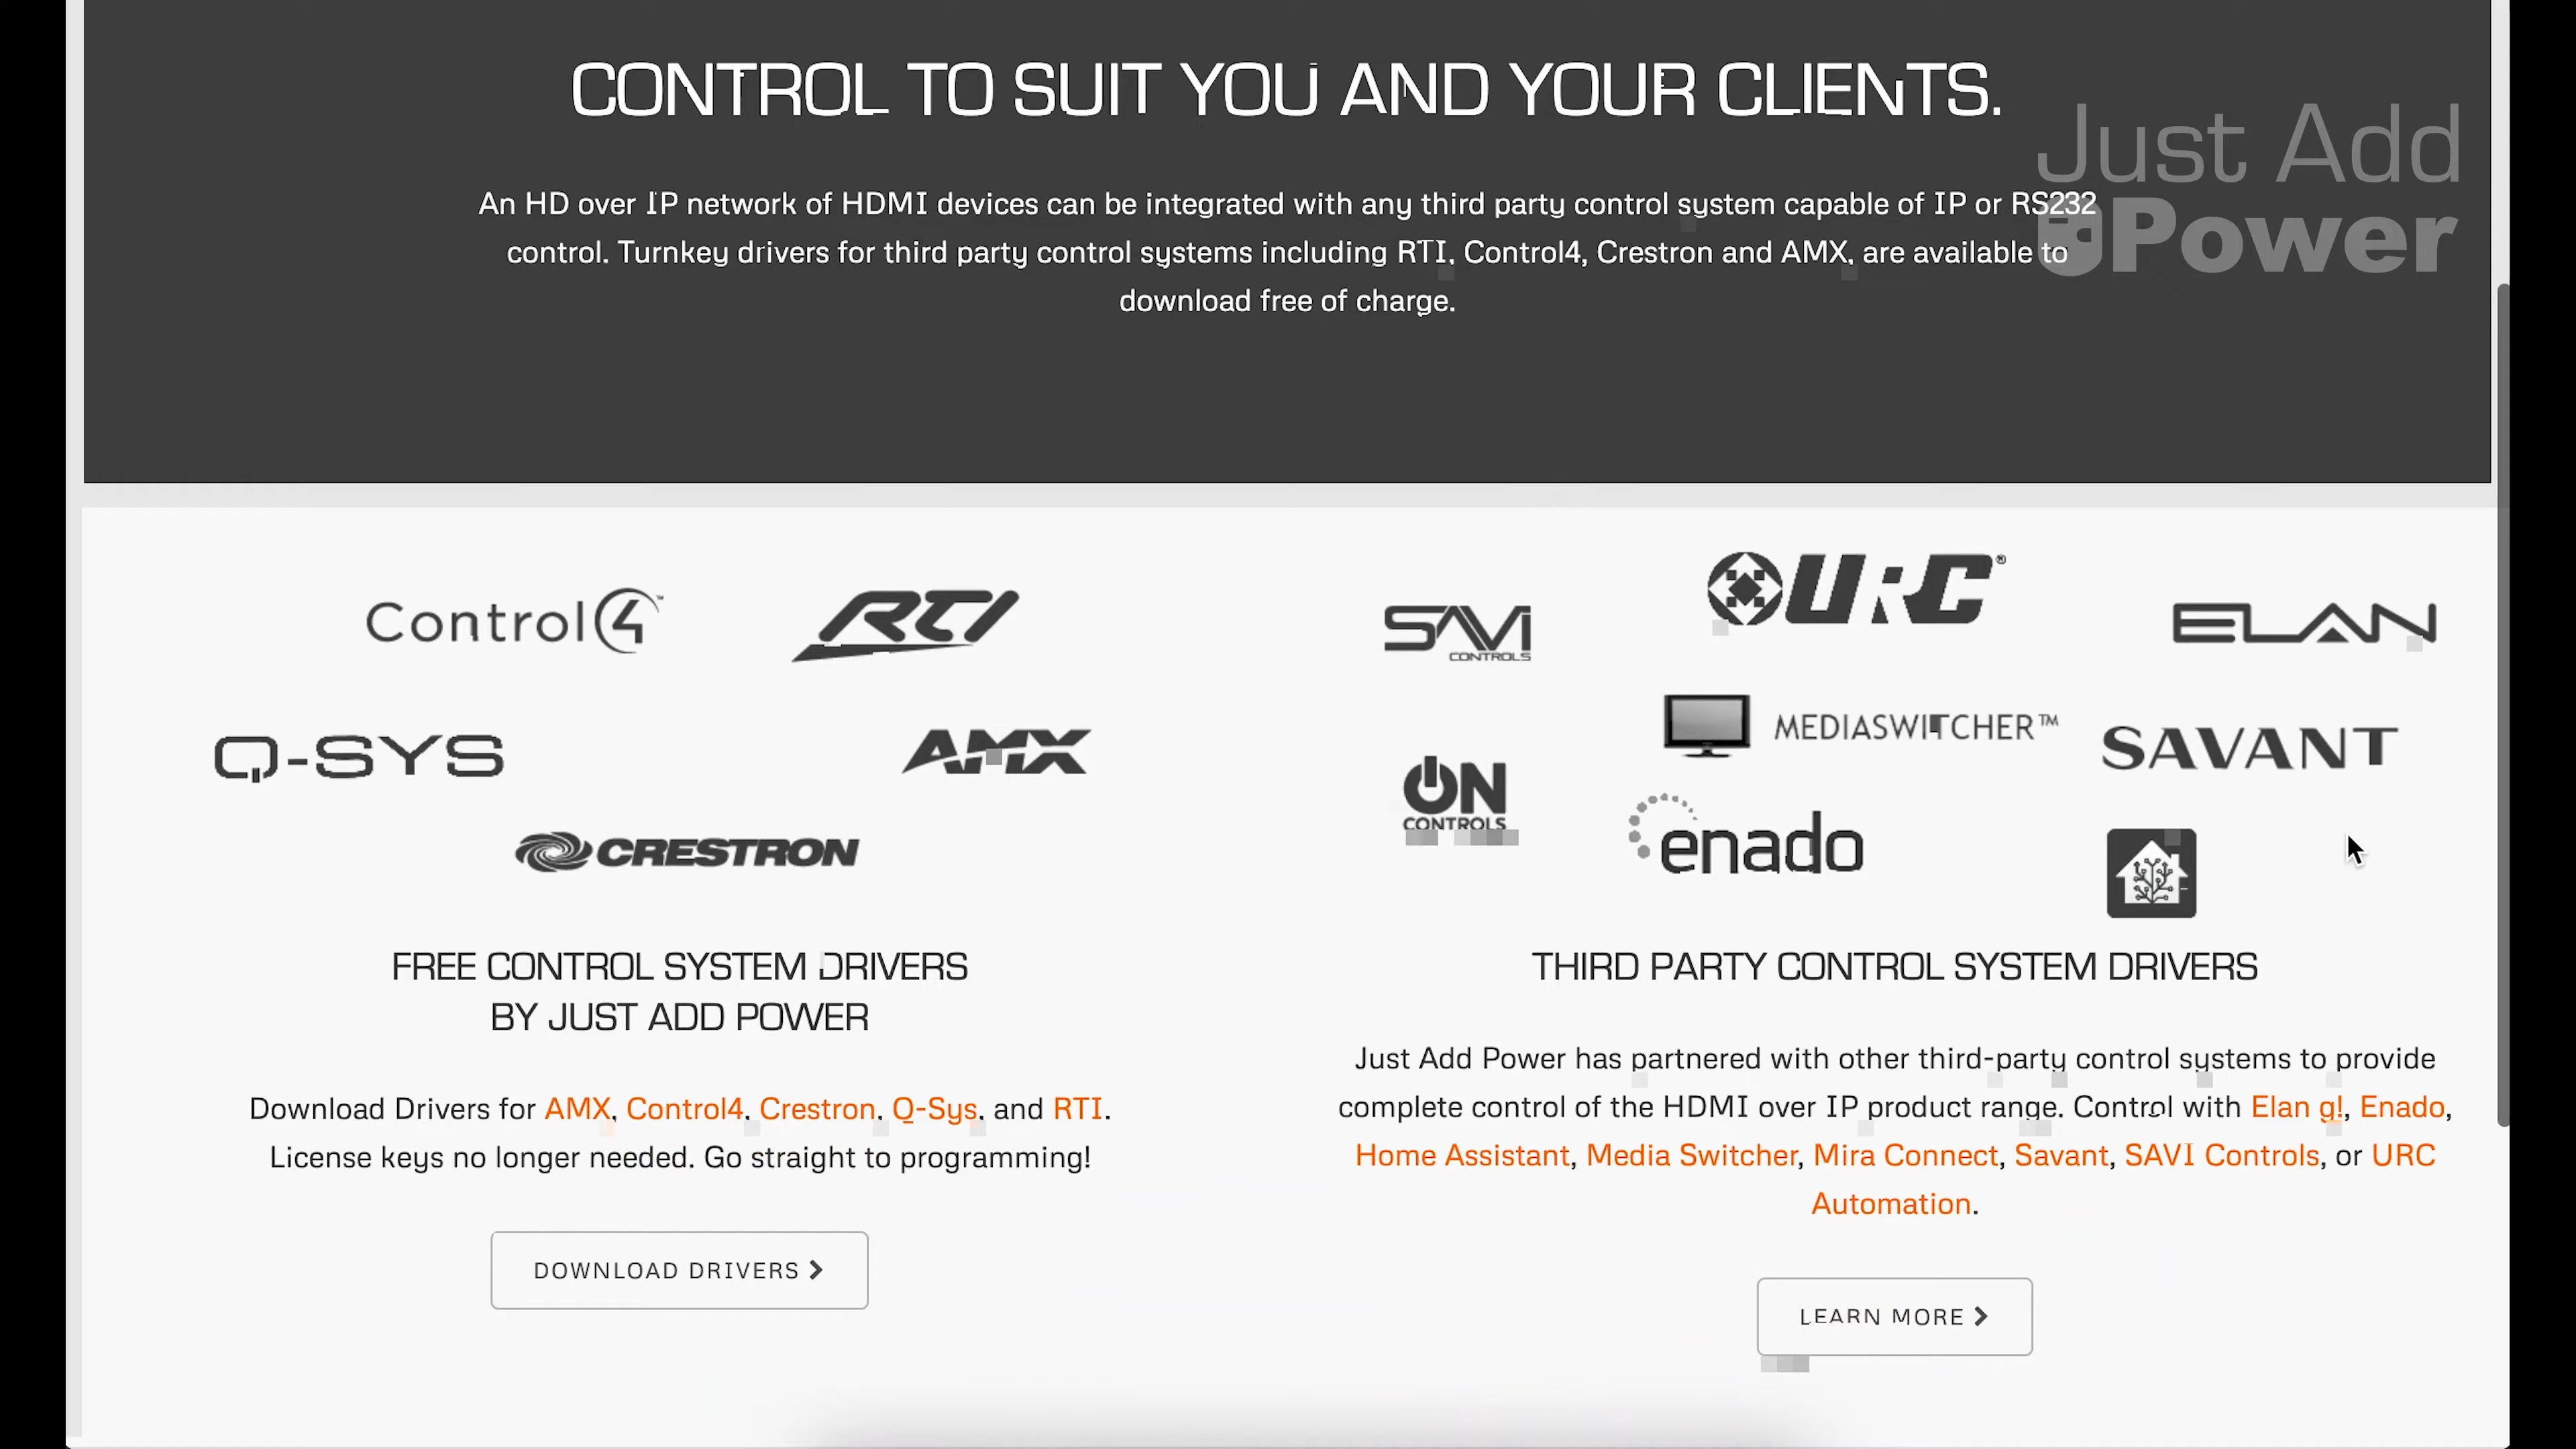 CONTROL TO SUIT YOU AND YOUR CLIENTS.
Just Add
Power
An HD over IP network of HDMI devices can be integrated with any third party control system capable of IP or RS232
control. Turnkey drivers for third party control systems including RTI, Control4, Crestron and AMX, are available to
download free of charge.
Control4™
RTI
Q-SYS
AMX
CRESTRON
FREE CONTROL SYSTEM DRIVERS
BY JUST ADD POWER
Download Drivers for AMX, Control4, Crestron, Q-Sys, and RTI.
License keys no longer needed. Go straight to programming!
DOWNLOAD DRIVERS
SAVI
CONTROLS
URC®
ELAN
MEDIASWITCHER™
SAVANT
ON
CONTROLS
enado
THIRD PARTY CONTROL SYSTEM DRIVERS
Just Add Power has partnered with other third-party control systems to provide
complete control of the HDMI over IP product range. Control with Elan g!, Enado,
Home Assistant, Media Switcher, Mira Connect, Savant, SAVI Controls, or URC
Automation.
LEARN MORE